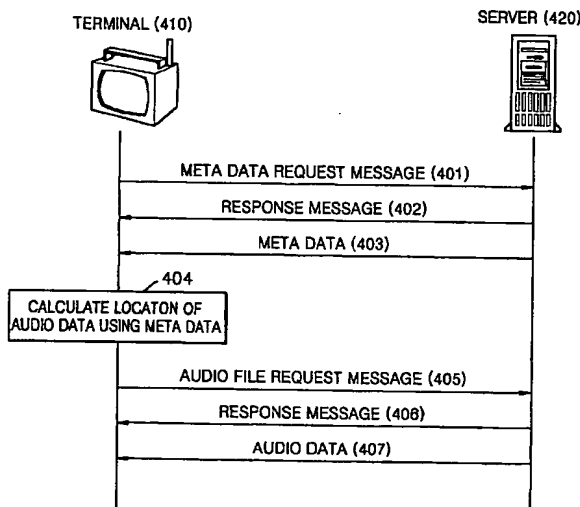 TERMINAL (410)
SERVER (420)
META DATA REQUEST MESSAGE (401)
RESPONSE MESSAGE (402)
META DATA (403)
404
CALCULATE LOCATON OF
AUDIO DATA USING META DATA
AUDIO FILE REQUEST MESSAGE (405)
RESPONSE MESSAGE (406)
AUDIO DATA (407)